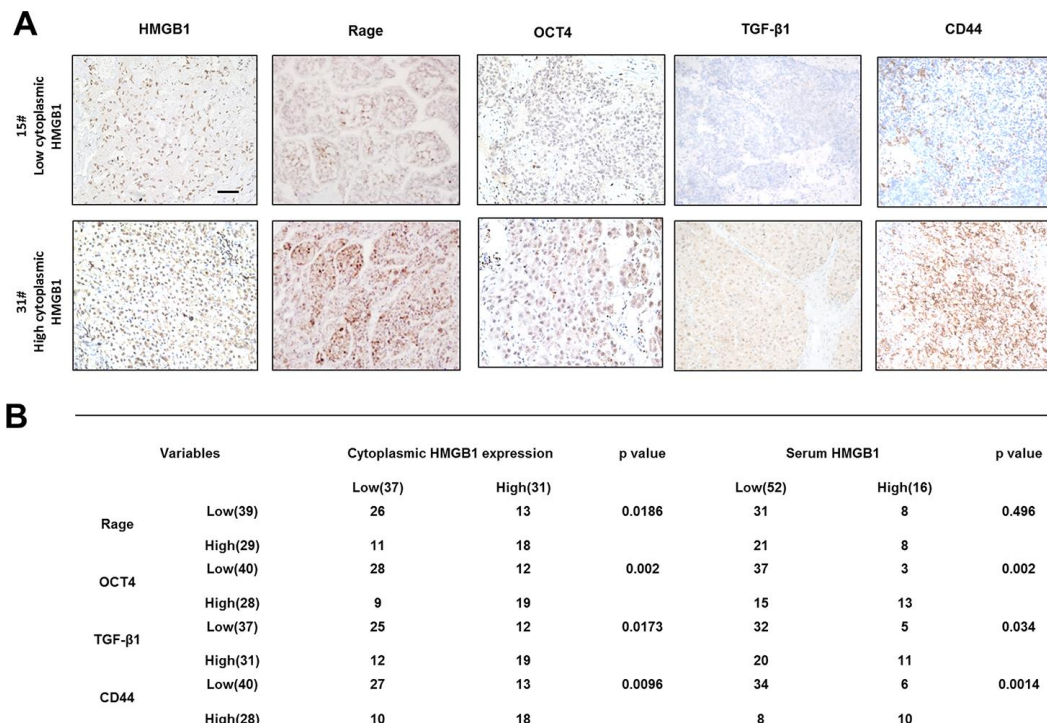 A
HMGB1 Rage OCT4 TGF-β1 CD44
15#
Low cytoplasmic
HMGB1
31#
High cytoplasmic
HMGB1
B
Variables Cytoplasmic HMGB1 expression p value Serum HMGB1 p value
Low(37) High(31) Low(52) High(16)
Rage
Low(39) 26 13 0.0186 31 8 0.496
High(29) 11 18 21 8
OCT4
Low(40) 28 12 0.002 37 3 0.002
High(28) 9 19 15 13
TGF-β1
Low(37) 25 12 0.0173 32 5 0.034
High(31) 12 19 20 11
CD44
Low(40) 27 13 0.0096 34 6 0.0014
High(28) 10 18 8 10